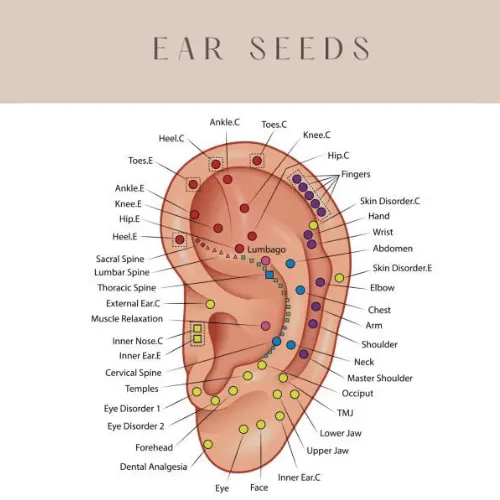 EAR SEEDS
Ankle.C
Toes.C
Heel.C
Knee.C
Hip.C
Toes.E
Fingers
Ankle.E
Skin Disorder.C
Knee.E
Hand
Hip.E
Wrist
Heel.E
Lumbago
Abdomen
Sacral Spine
Skin Disorder.E
Lumbar Spine
Thoracic Spine
Elbow
External Ear.C
Chest
Muscle Relaxation
Arm
Inner Nose.C
Shoulder
Inner Ear.E
Neck
Cervical Spine
Master Shoulder
Temples
Occiput
Eye Disorder 1
TMJ
Eye Disorder 2
Lower Jaw
Forehead
Upper Jaw
Dental Analgesia
Inner Ear.C
Eye
Face